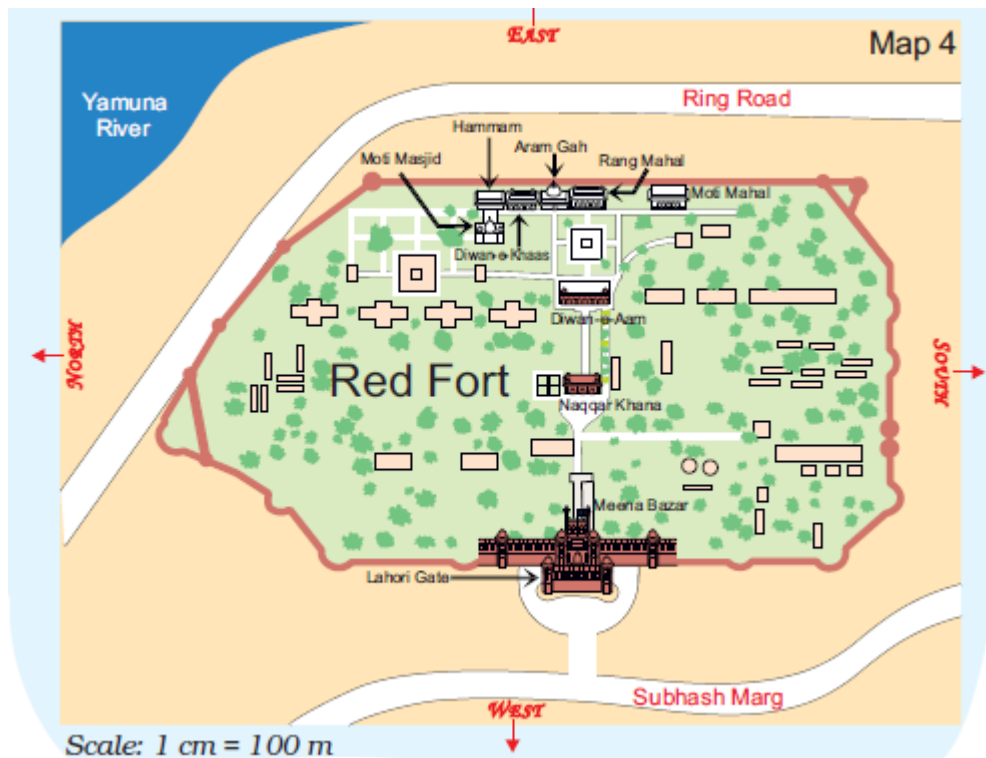 EAST
Map 4
Yamuna
River
Ring Road
Hammam
Aram Gah
Moti Masjid
Rang Mahal
Moti Mahal
Diwan-e-Khaas
Diwan-e-Aam
NORTH
SOUTH
Red Fort
Naqqar Khana
Meena Bazar
Lahori Gate
Subhash Marg
WEST
Scale: 1 cm = 100 m